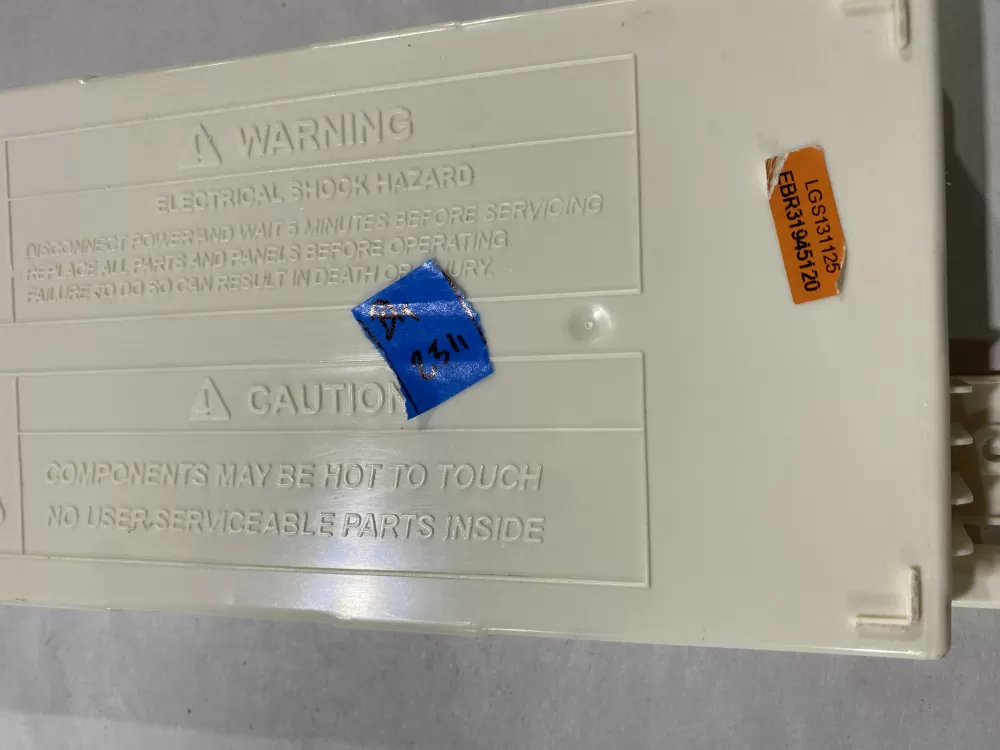 WARNING
ELECTRICAL SHOCK HAZARD
DISCONNECT POWER AND WAIT 5 MINUTES BEFORE SERVICING
REPLACE ALL PARTS AND PANELS BEFORE OPERATING.
FAILURE TO DO SO CAN RESULT IN DEATH OR INJURY.
CAUTION
COMPONENTS MAY BE HOT TO TOUCH
NO USER-SERVICEABLE PARTS INSIDE
2311
LGS131125
EBR31945120